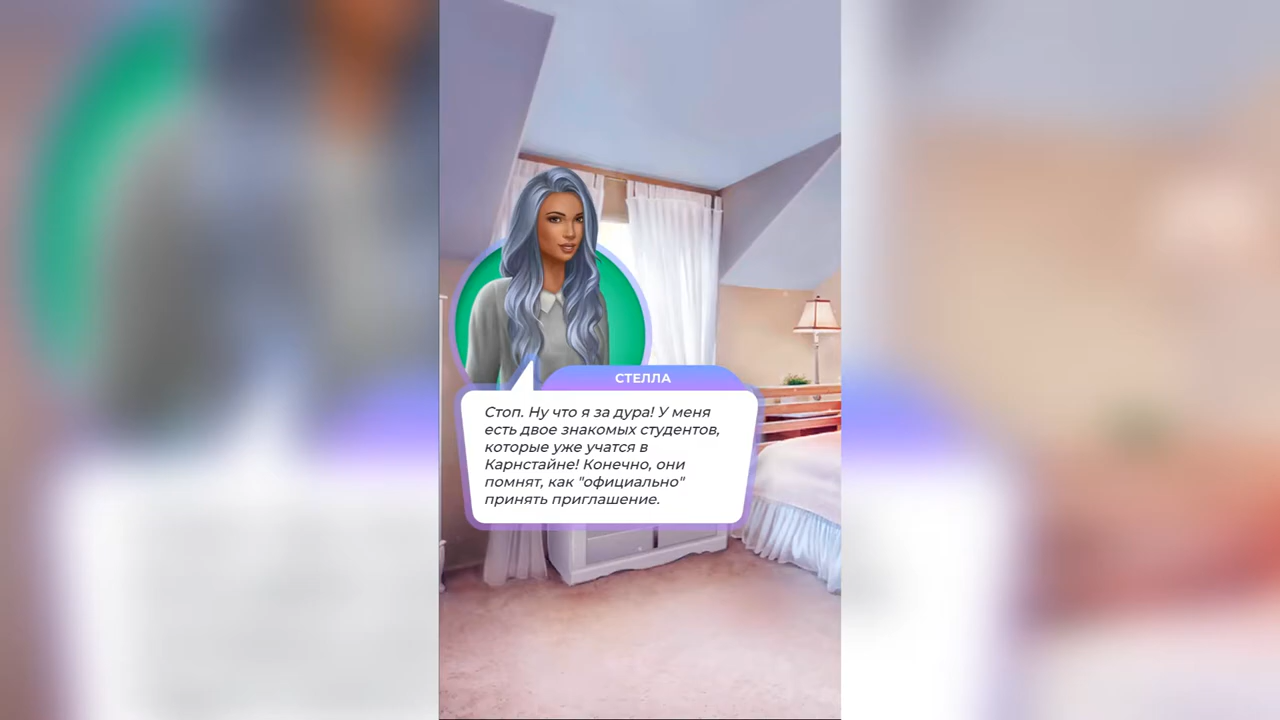 СТЕЛЛА
Стоп. Ну что я за дура! У меня
есть двое знакомых студентов,
которые уже учатся в
Карнстайне! Конечно, они
помнят, как "официально"
принять приглашение.